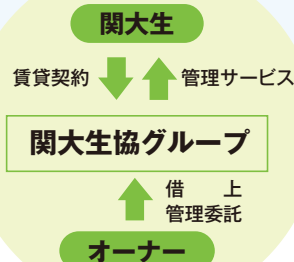 関大生
賃貸契約 管理サービス
関大生協グループ
借　上
管理委託
オーナー